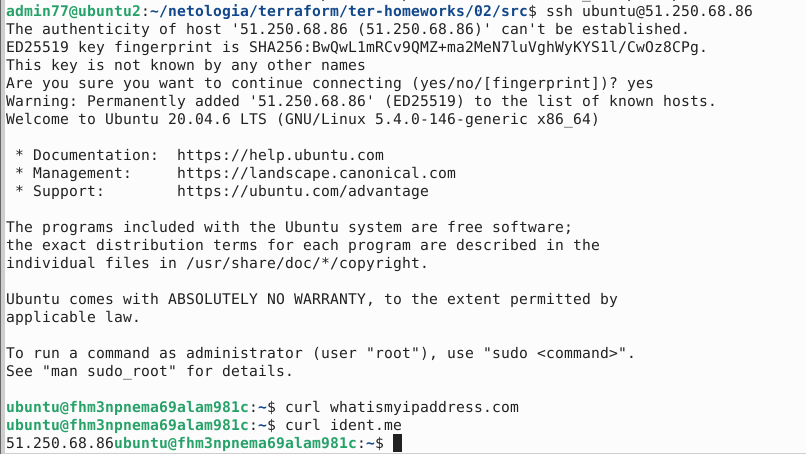 admin77@ubuntu2:~/netologia/terraform/ter-homeworks/02/src$ ssh ubuntu@51.250.68.86
The authenticity of host '51.250.68.86 (51.250.68.86)' can't be established.
ED25519 key fingerprint is SHA256:BwQwL1mRCv9QMZ+ma2MeN7luVghWyKYS1l/CwOz8CPg.
This key is not known by any other names
Are you sure you want to continue connecting (yes/no/[fingerprint])? yes
Warning: Permanently added '51.250.68.86' (ED25519) to the list of known hosts.
Welcome to Ubuntu 20.04.6 LTS (GNU/Linux 5.4.0-146-generic x86_64)
* Documentation:  https://help.ubuntu.com
* Management:     https://landscape.canonical.com
* Support:        https://ubuntu.com/advantage
The programs included with the Ubuntu system are free software;
the exact distribution terms for each program are described in the
individual files in /usr/share/doc/*/copyright.
Ubuntu comes with ABSOLUTELY NO WARRANTY, to the extent permitted by
applicable law.
To run a command as administrator (user "root"), use "sudo <command>".
See "man sudo_root" for details.
ubuntu@fhm3npnema69alam981c:~$ curl whatismyipaddress.com
ubuntu@fhm3npnema69alam981c:~$ curl ident.me
51.250.68.86ubuntu@fhm3npnema69alam981c:~$